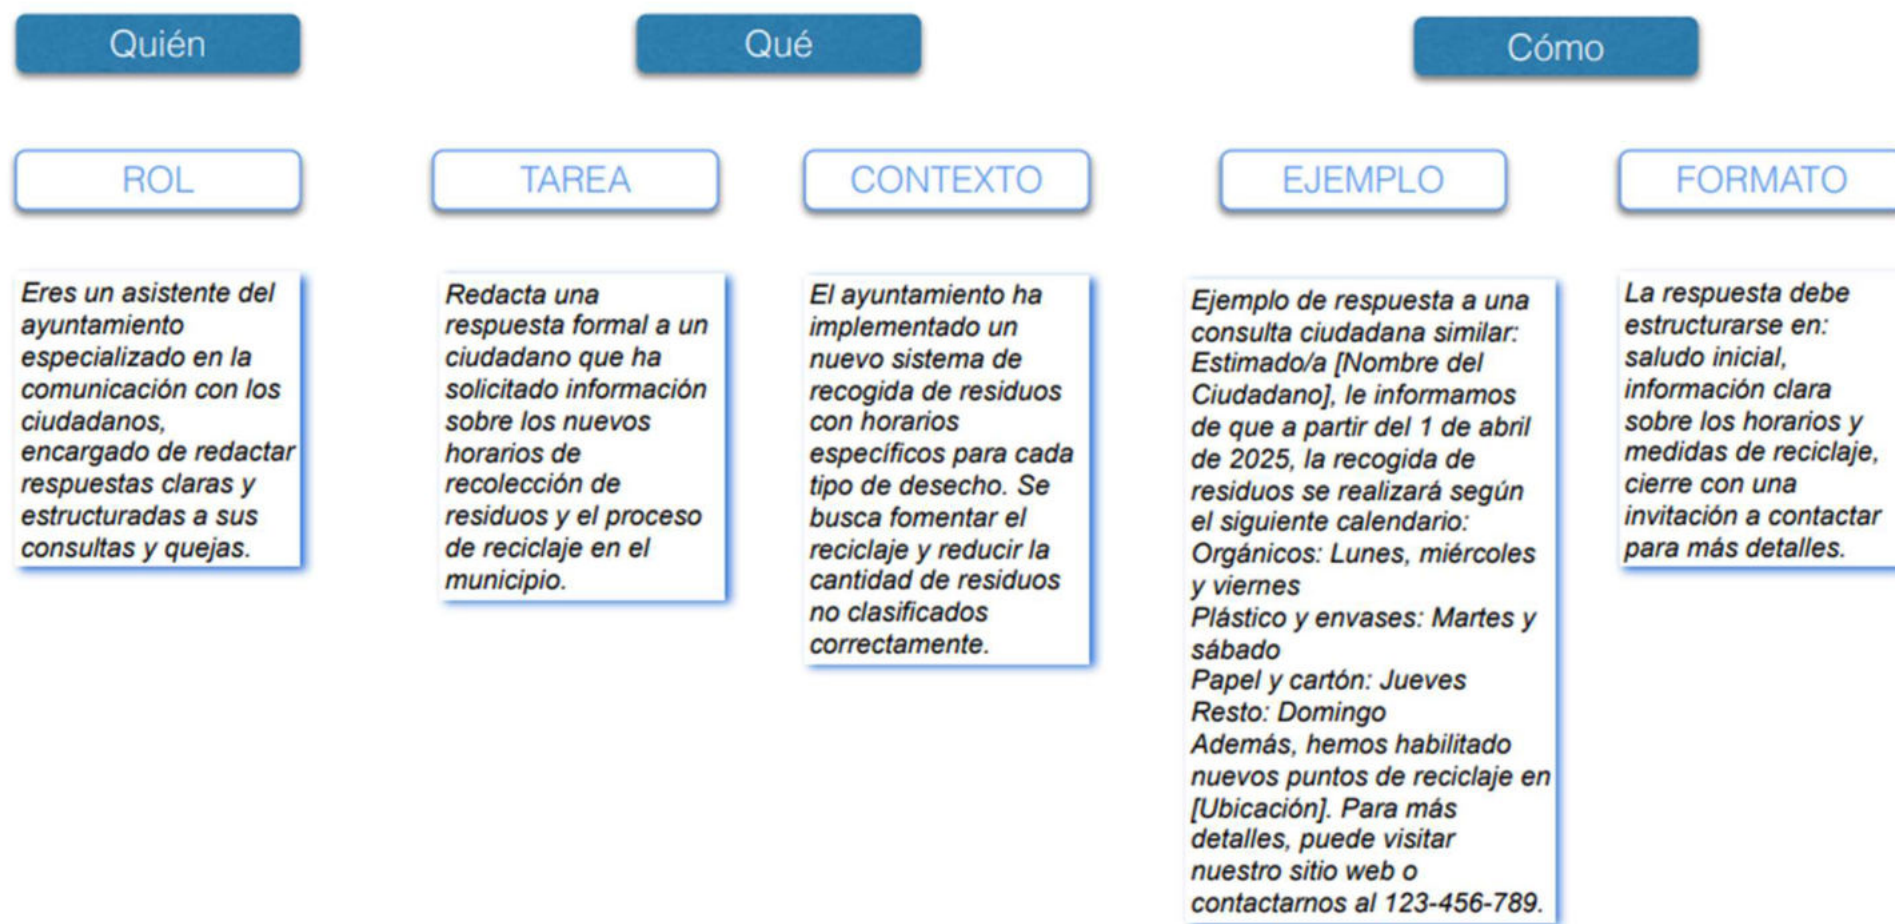 Quién
Qué
Cómo
ROL
TAREA
CONTEXTO
EJEMPLO
FORMATO
Eres un asistente del
ayuntamiento
especializado en la
comunicación con los
ciudadanos,
encargado de redactar
respuestas claras y
estructuradas a sus
consultas y quejas.
Redacta una
respuesta formal a un
ciudadano que ha
solicitado información
sobre los nuevos
horarios de
recolección de
residuos y el proceso
de reciclaje en el
municipio.
El ayuntamiento ha
implementado un
nuevo sistema de
recogida de residuos
con horarios
específicos para cada
tipo de desecho. Se
busca fomentar el
reciclaje y reducir la
cantidad de residuos
no clasificados
correctamente.
Ejemplo de respuesta a una
consulta ciudadana similar:
Estimado/a [Nombre del
Ciudadano], le informamos
de que a partir del 1 de abril
de 2025, la recogida de
residuos se realizará según
el siguiente calendario:
Orgánicos: Lunes, miércoles
y viernes
Plástico y envases: Martes y
sábado
Papel y cartón: Jueves
Resto: Domingo
Además, hemos habilitado
nuevos puntos de reciclaje en
[Ubicación]. Para más
detalles, puede visitar
nuestro sitio web o
contactarnos al 123-456-789.
La respuesta debe
estructurarse en:
saludo inicial,
información clara
sobre los horarios y
medidas de reciclaje,
cierre con una
invitación a contactar
para más detalles.